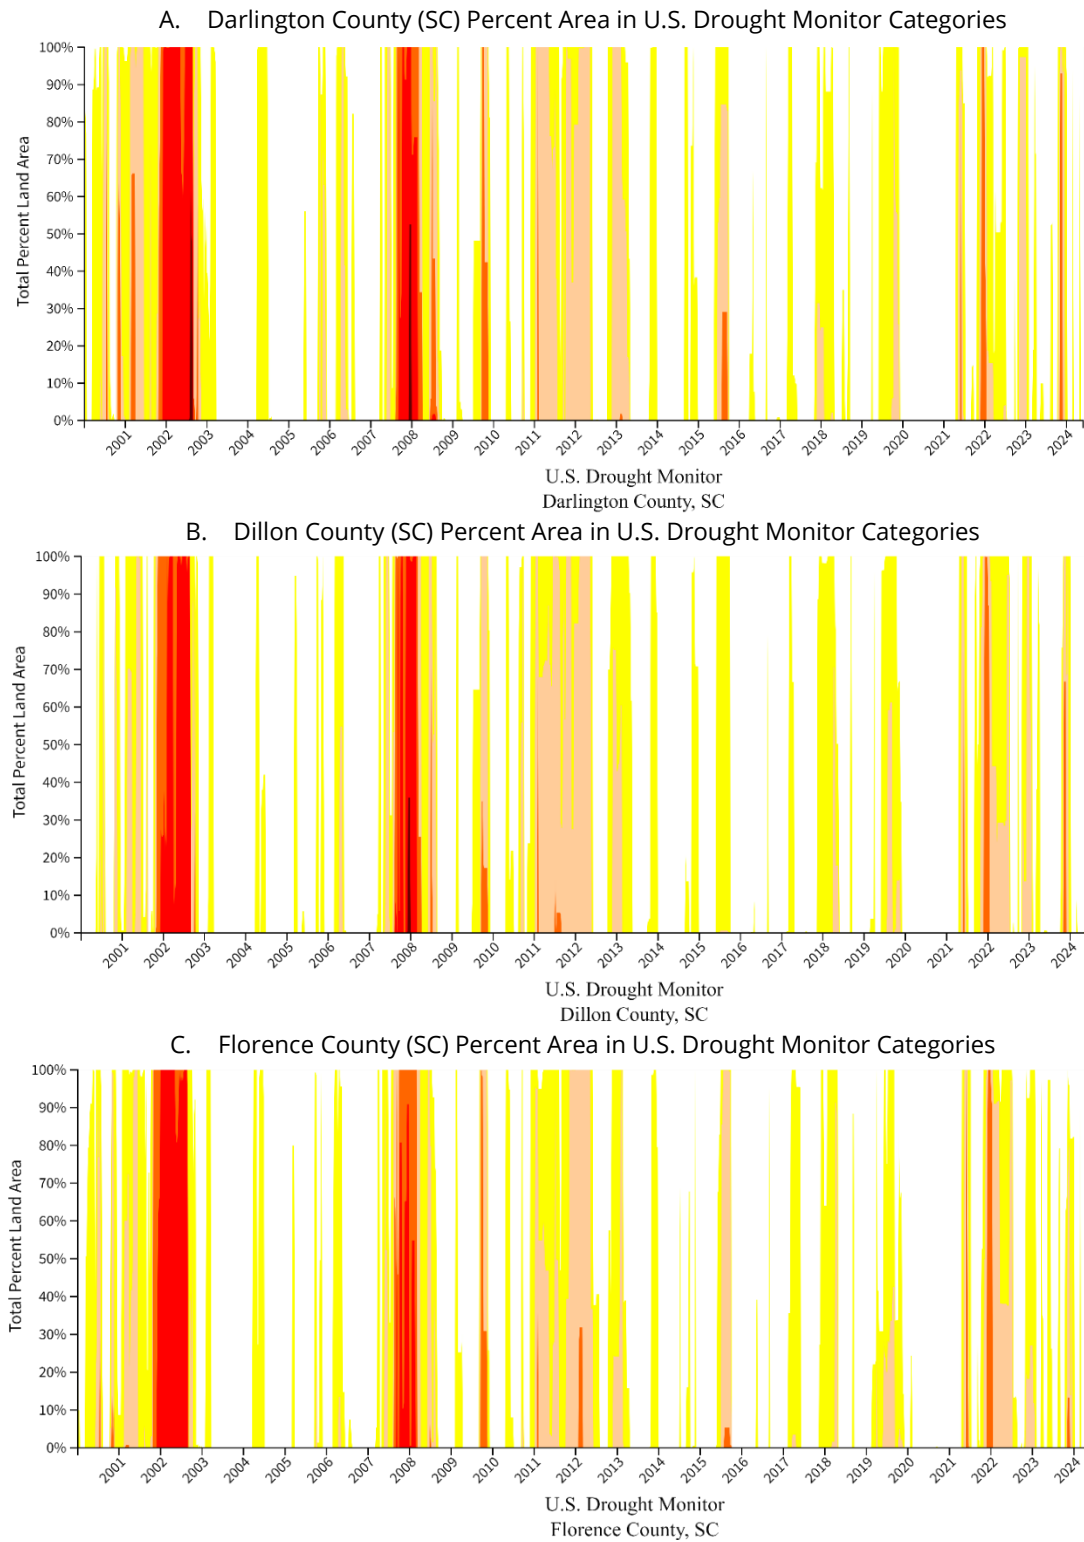 A. Darlington County (SC) Percent Area in U.S. Drought Monitor Categories
Total Percent Land Area
100%
90%
80%
70%
60%
50%
40%
30%
20%
10%
0%
2001 2002 2003 2004 2005 2006 2007 2008 2009 2010 2011 2012 2013 2014 2015 2016 2017 2018 2019 2020 2021 2022 2023 2024
U.S. Drought Monitor
Darlington County, SC
B. Dillon County (SC) Percent Area in U.S. Drought Monitor Categories
Total Percent Land Area
100%
90%
80%
70%
60%
50%
40%
30%
20%
10%
0%
2001 2002 2003 2004 2005 2006 2007 2008 2009 2010 2011 2012 2013 2014 2015 2016 2017 2018 2019 2020 2021 2022 2023 2024
U.S. Drought Monitor
Dillon County, SC
C. Florence County (SC) Percent Area in U.S. Drought Monitor Categories
Total Percent Land Area
100%
90%
80%
70%
60%
50%
40%
30%
20%
10%
0%
2001 2002 2003 2004 2005 2006 2007 2008 2009 2010 2011 2012 2013 2014 2015 2016 2017 2018 2019 2020 2021 2022 2023 2024
U.S. Drought Monitor
Florence County, SC